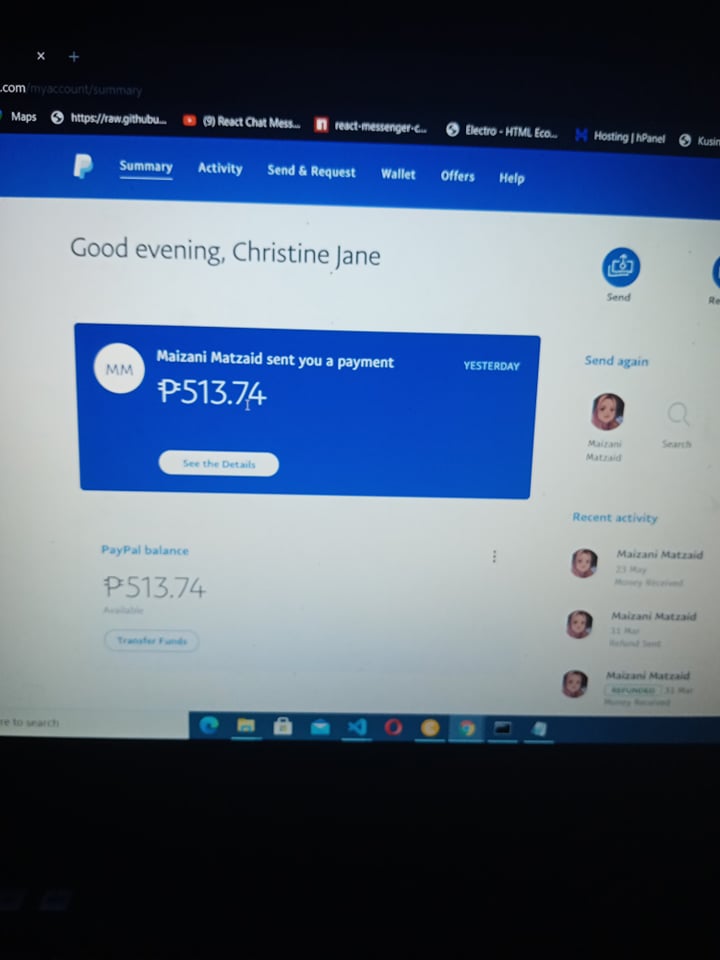 .com/myaccount/summary
Maps https://raw.githubu... (9) React Chat Mess... react-messenger-c... Electro - HTML Eco... Hosting | hPanel Kusin
Summary Activity Send & Request Wallet Offers Help
Good evening, Christine Jane
Send
Re
MM
Maizani Matzaid sent you a payment
YESTERDAY
₱513.74
See the Details
Send again
Maizani
Matzaid
Search
PayPal balance
₱513.74
Available
Transfer Funds
Recent activity
Maizani Matzaid
23 May
Money Received
Maizani Matzaid
31 Mar
Refund Sent
Maizani Matzaid
REFUNDED 31 Mar
Money Received
re to search